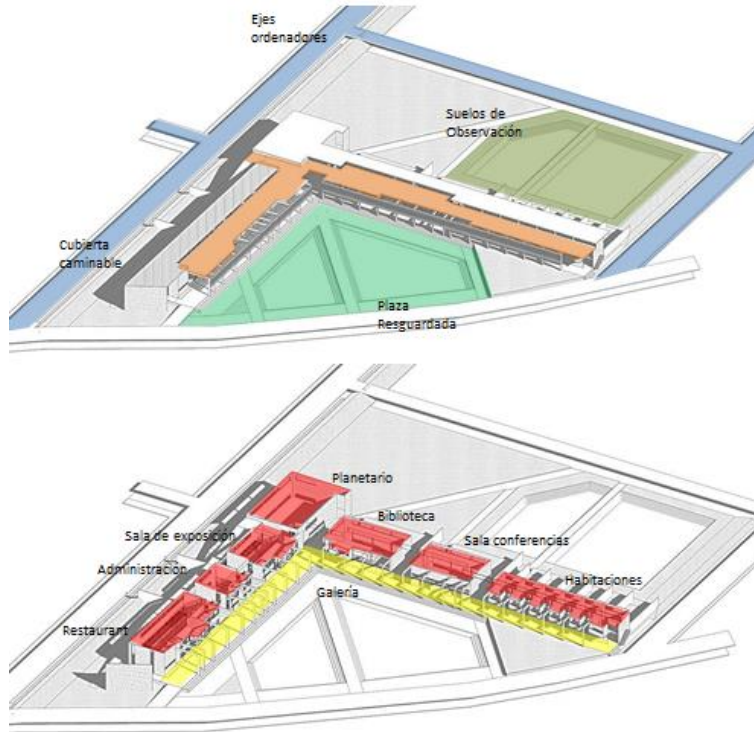 Ejes
ordenadores
Suelos de
Observación
Cubierta
caminable
Plaza
Resguardada
Planetario
Biblioteca
Sala de exposición
Sala conferencias
Administración
Habitaciones
Galería
Restaurant